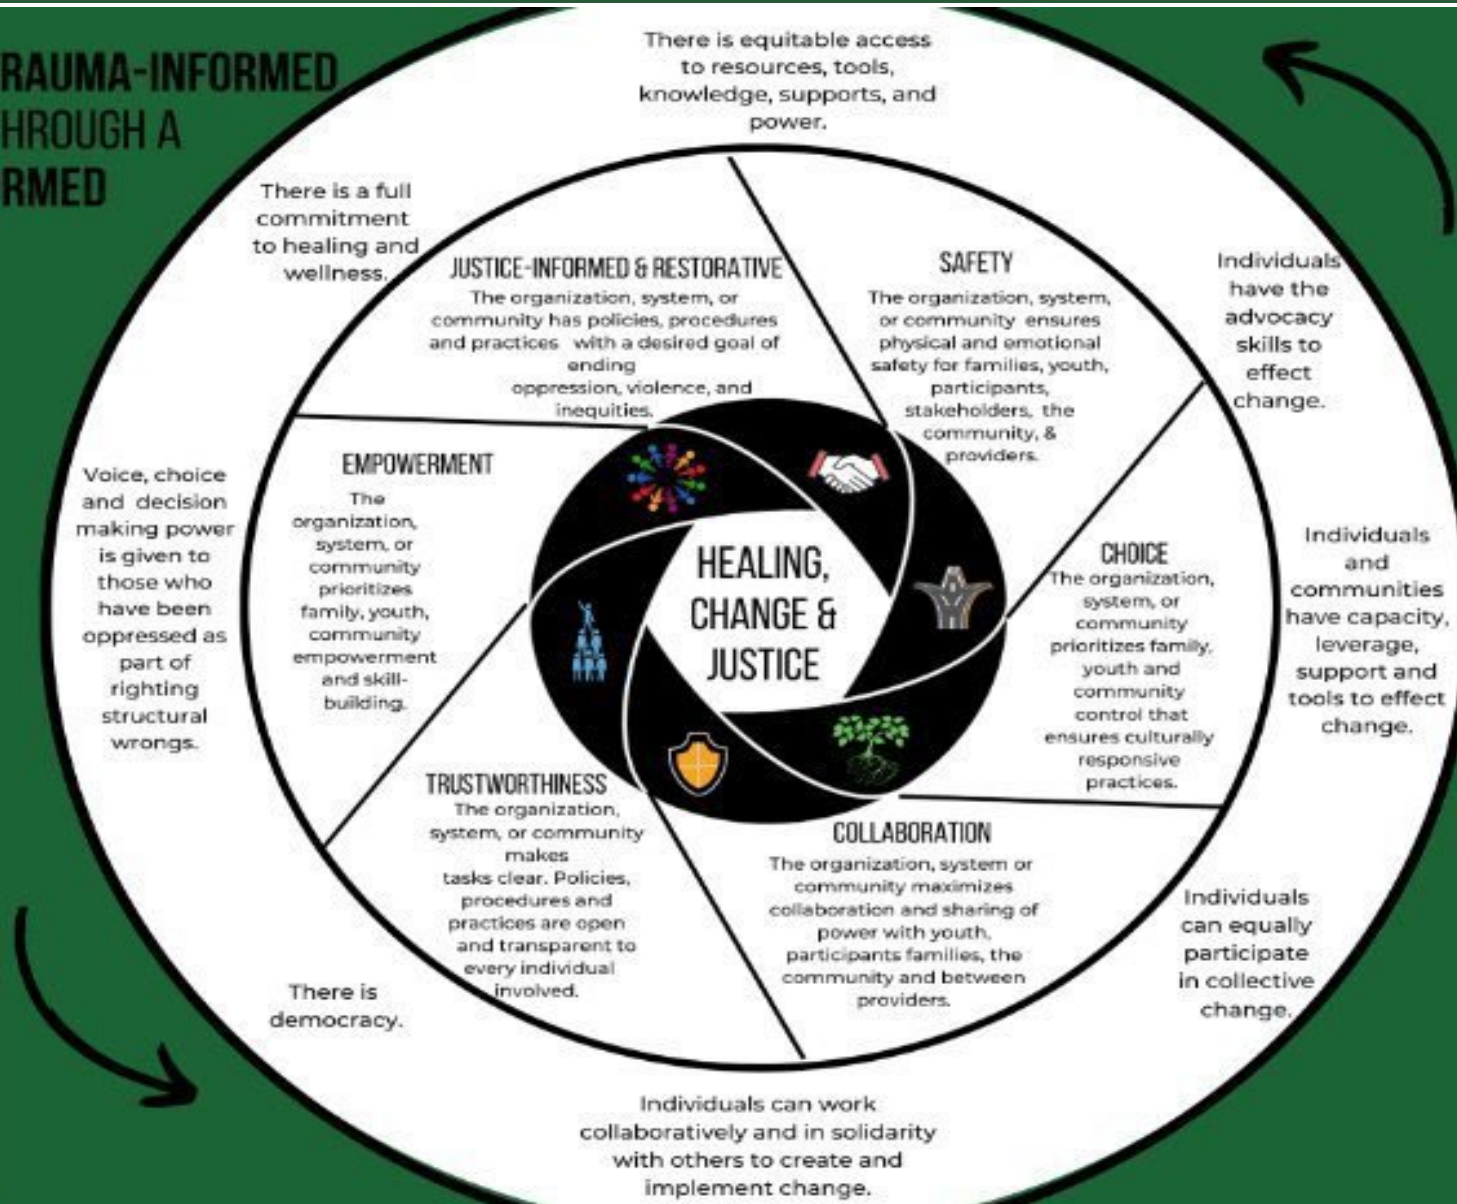 RAUMA-INFORMED
HROUGH A
RMED
There is equitable access
to resources, tools,
knowledge, supports, and
power.
There is a full
commitment
to healing and
wellness.
Individuals
have the
advocacy
skills to
effect
change.
JUSTICE-INFORMED & RESTORATIVE
The organization, system, or
community has policies, procedures
and practices with a desired goal of
ending
oppression, violence, and
inequities.
SAFETY
The organization, system,
or community ensures
physical and emotional
safety for families, youth,
participants,
stakeholders, the
community, &
providers.
Voice, choice
and decision
making power
is given to
those who
have been
oppressed as
part of
righting
structural
wrongs.
EMPOWERMENT
The
organization,
system, or
community
prioritizes
family, youth,
community
empowerment
and skill-
building.
HEALING,
CHANGE &
JUSTICE
CHOICE
The organization,
system, or
community
prioritizes family,
youth and
community
control that
ensures culturally
responsive
practices.
Individuals
and
communities
have capacity,
leverage,
support and
tools to effect
change.
TRUSTWORTHINESS
The organization,
system, or community
makes
tasks clear. Policies,
procedures and
practices are open
and transparent to
every individual
involved.
COLLABORATION
The organization, system or
community maximizes
collaboration and sharing of
power with youth,
participants families, the
community and between
providers.
Individuals
can equally
participate
in collective
change.
There is
democracy.
Individuals can work
collaboratively and in solidarity
with others to create and
implement change.